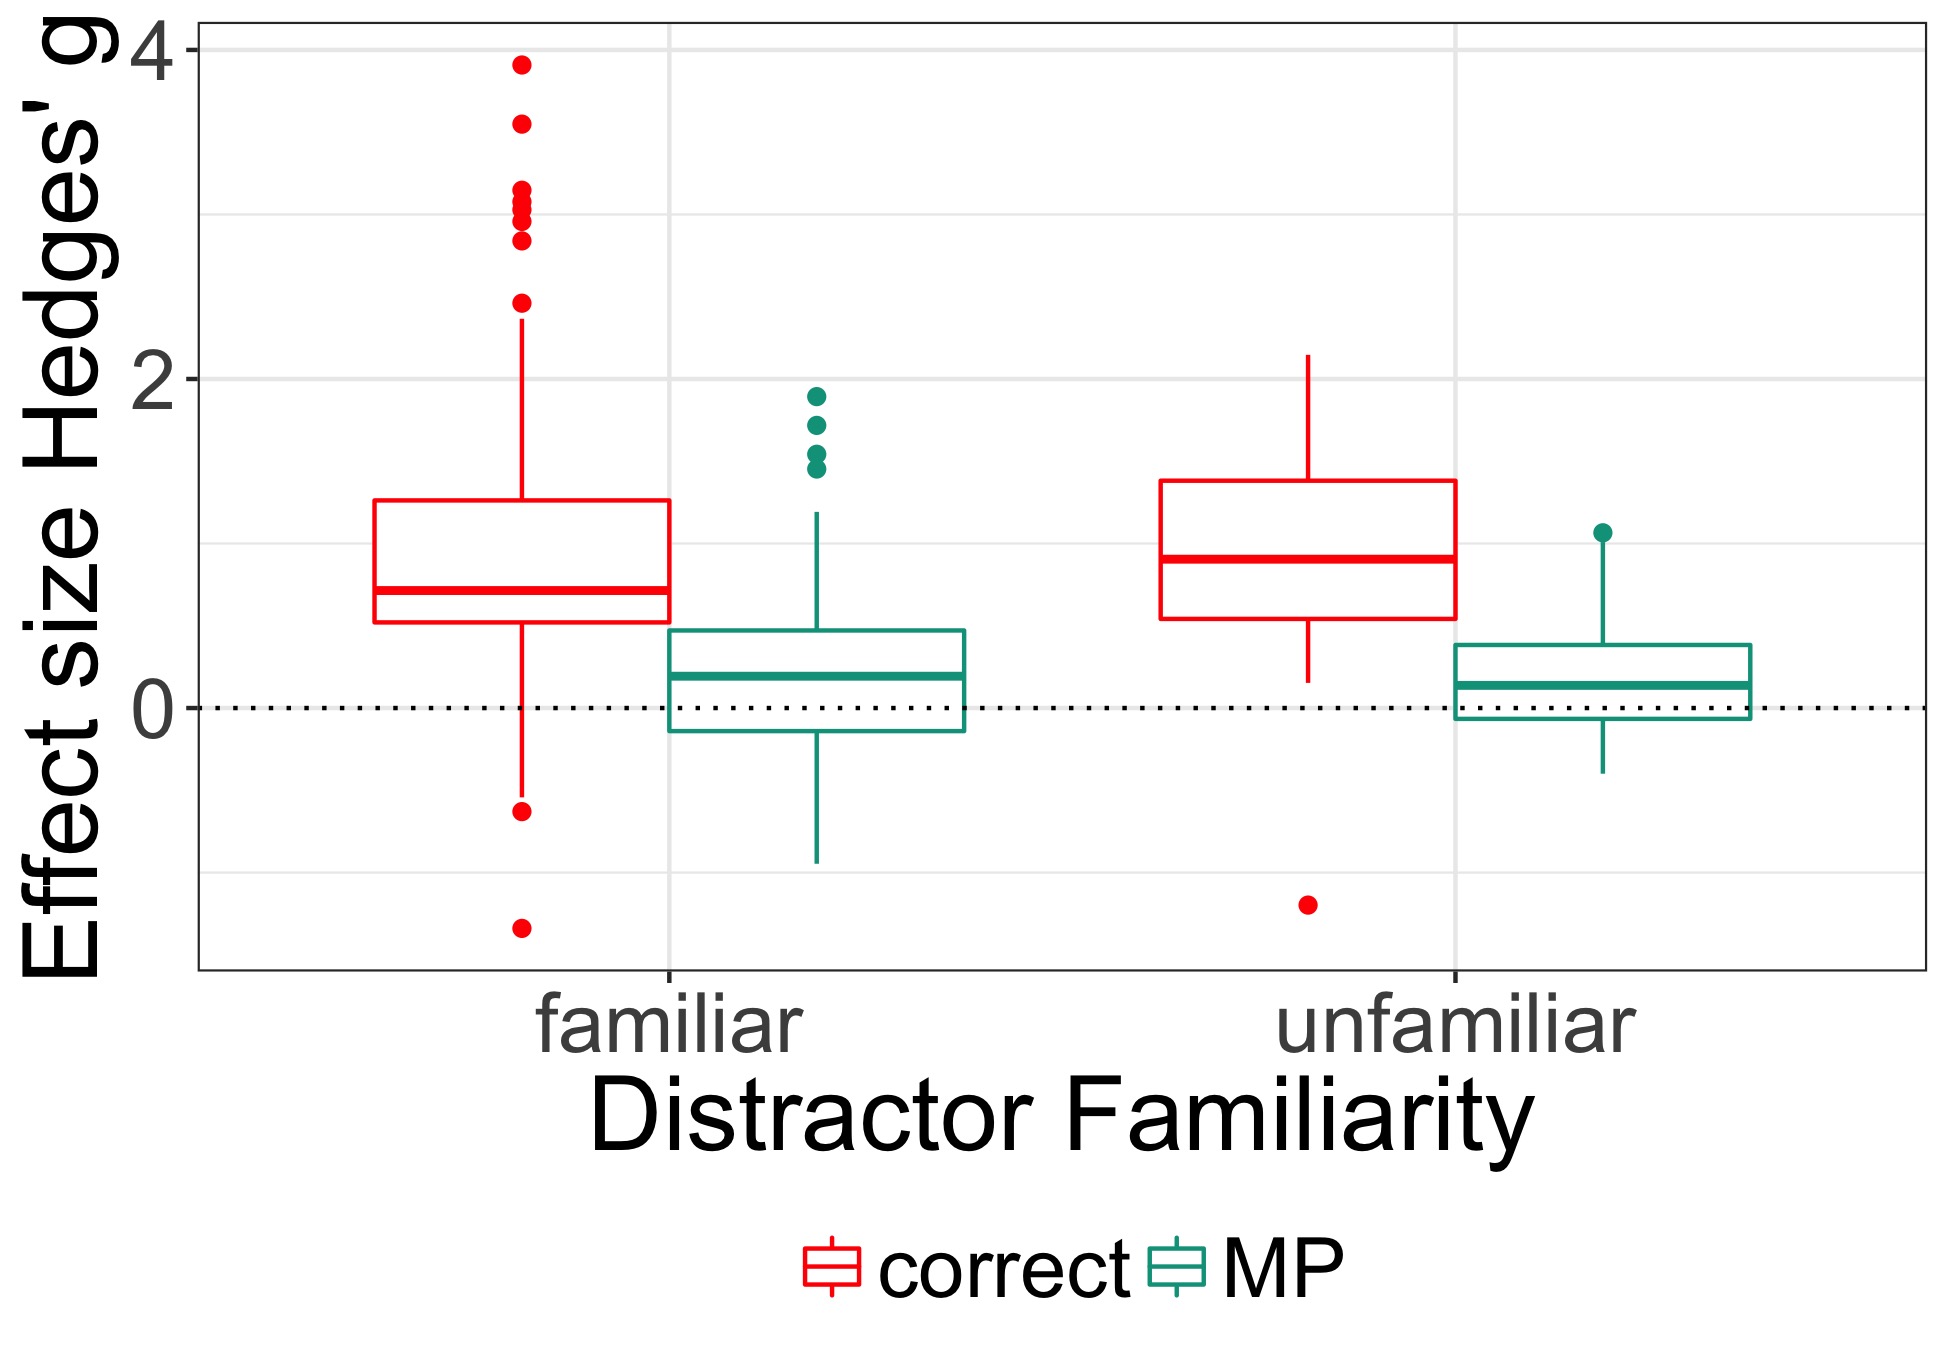 Effect size Hedges' g
4
2
0
familiar unfamiliar
Distractor Familiarity
correct MP